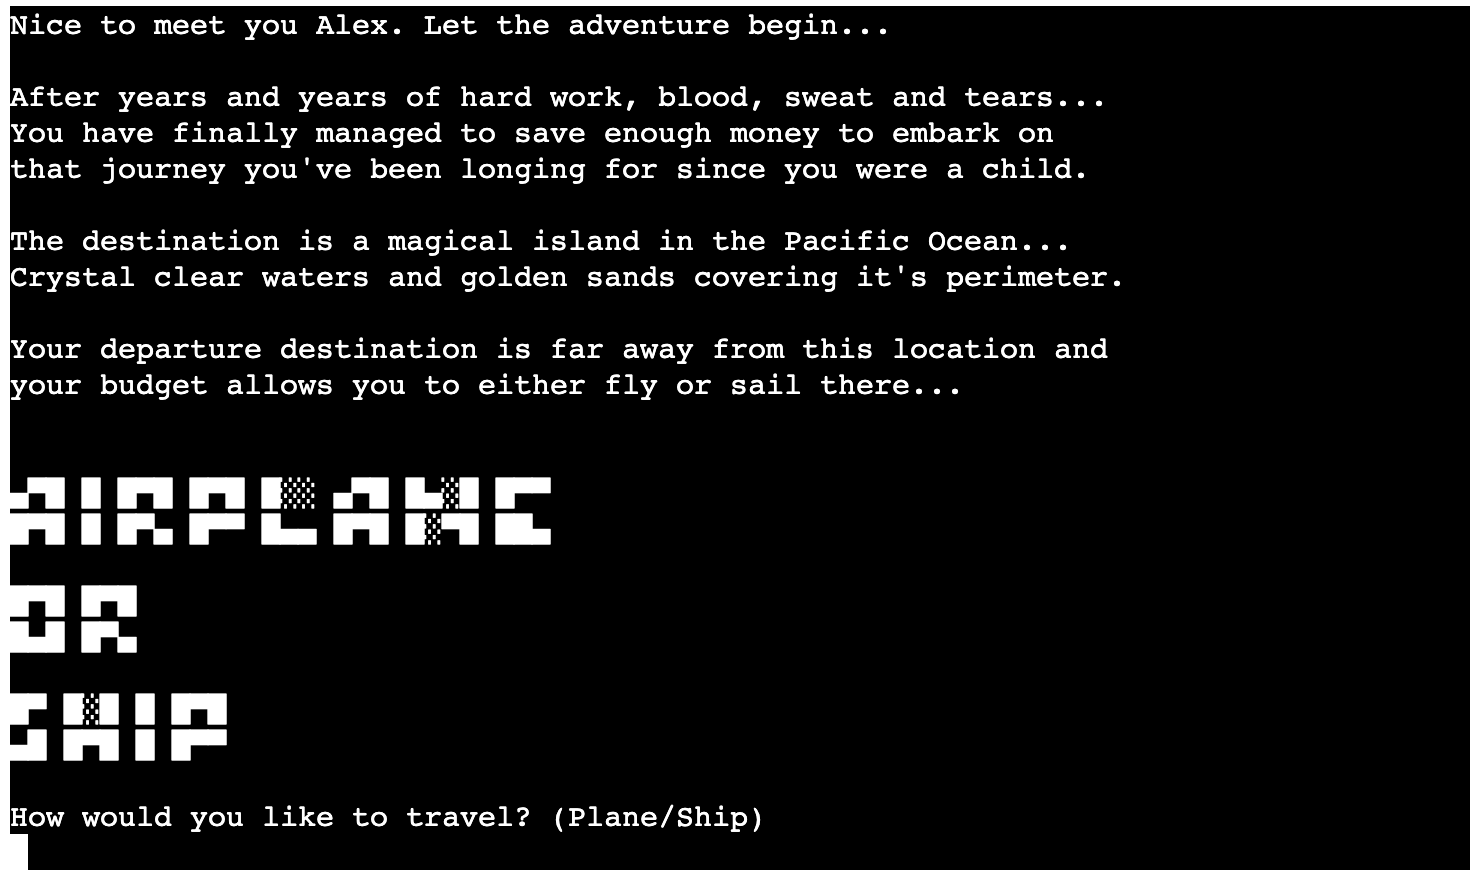 Nice to meet you Alex. Let the adventure begin...
After years and years of hard work, blood, sweat and tears...
You have finally managed to save enough money to embark on
that journey you've been longing for since you were a child.
The destination is a magical island in the Pacific Ocean...
Crystal clear waters and golden sands covering it's perimeter.
Your departure destination is far away from this location and
your budget allows you to either fly or sail there...
AIRPLANE
OR
SHIP
How would you like to travel? (Plane/Ship)